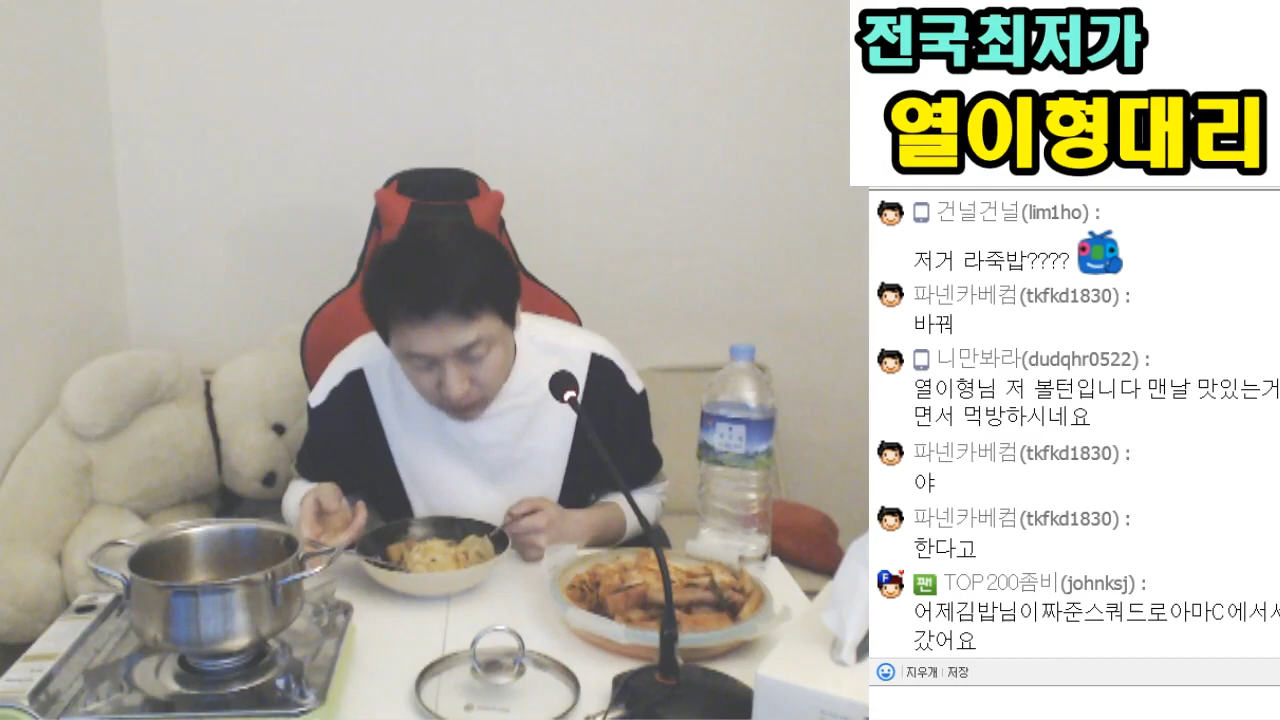 전국최저가
열이형대리
건널건널(lim1ho) :
저거 라죽밥????
파넨카베컴(tkfkd1830) :
바꿔
니만봐라(dudqhr0522) :
열이형님 저 볼턴입니다 맨날 맛있는거
면서 먹방하시네요
파넨카베컴(tkfkd1830) :
야
파넨카베컴(tkfkd1830) :
한다고
팬! TOP200좀비(johnksj) :
어제김밥님이짜준스쿼드로아마C에서서
갔어요
지우개 | 저장